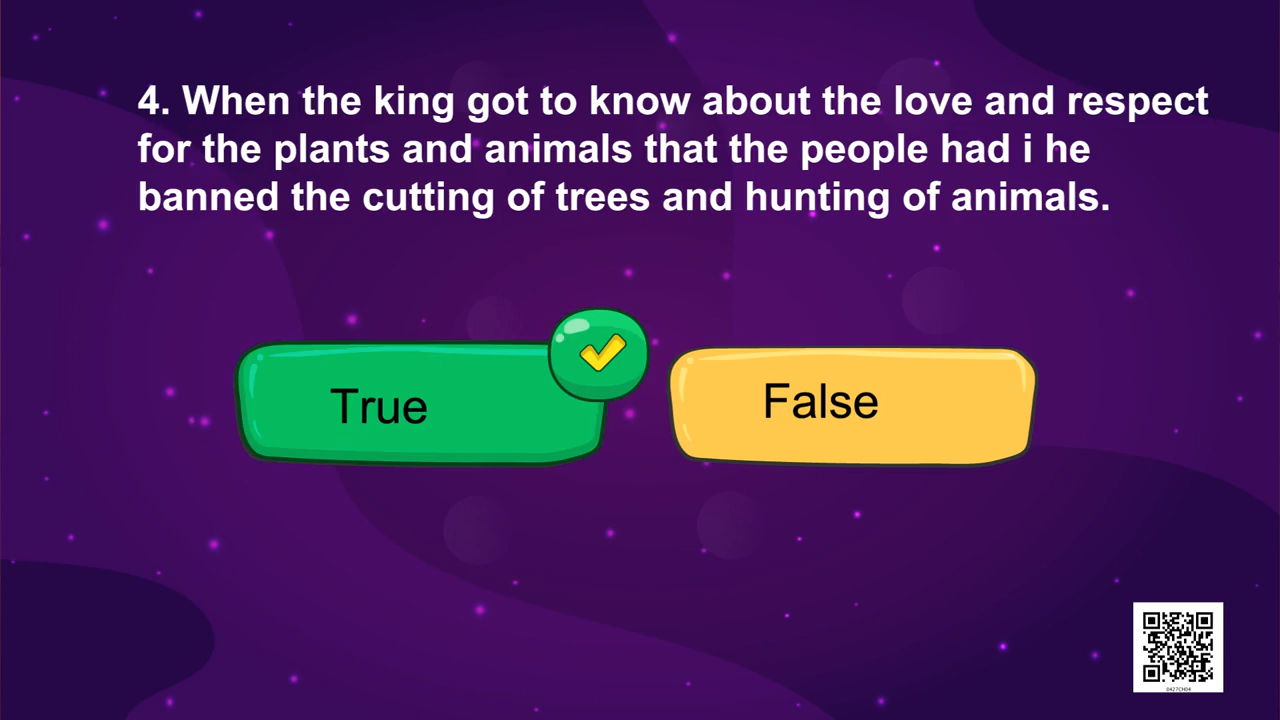 4. When the king got to know about the love and respect
for the plants and animals that the people had i he
banned the cutting of trees and hunting of animals.
True
False
0427CH04